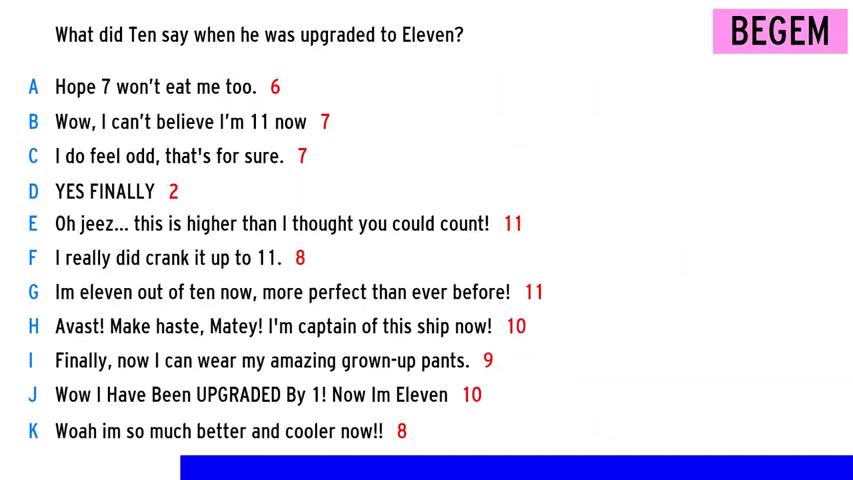 What did Ten say when he was upgraded to Eleven?
BEGEM
A Hope 7 won't eat me too. 6
B Wow, I can't believe I'm 11 now 7
C I do feel odd, that's for sure. 7
D YES FINALLY 2
E Oh jeez... this is higher than I thought you could count! 11
F I really did crank it up to 11. 8
G Im eleven out of ten now, more perfect than ever before! 11
H Avast! Make haste, Matey! I'm captain of this ship now! 10
I Finally, now I can wear my amazing grown-up pants. 9
J Wow I Have Been UPGRADED By 1! Now Im Eleven 10
K Woah im so much better and cooler now!! 8